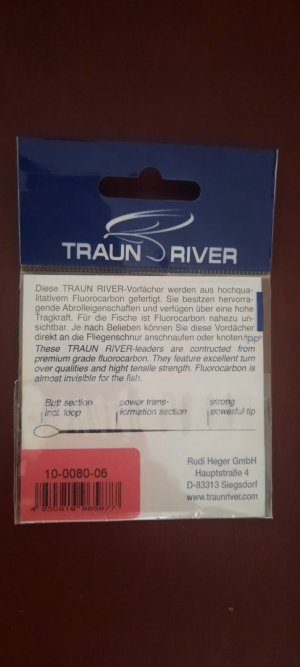 TRAUN RIVER
Diese TRAUN RIVER-Vorfächer werden aus hochqua-
litativem Fluorocarbon gefertigt. Sie besitzen hervorra-
gende Abrolleigenschaften und verfügen über eine hohe
Tragkraft. Für die Fische ist Fluorocarbon nahezu un-
sichtbar. Je nach Belieben können Sie diese Vordächer
direkt an die Fliegenschnur anschnaufen oder knoten.
These TRAUN RIVER-leaders are contructed from
premium grade fluorocarbon. They feature excellent turn
over qualities and hight tensile strength. Fluorocarbon is
almost invisible for the fish.
Butt section power trans- strong
incl. loop formation section powerful tip
10-0080-06
Rudi Heger GmbH
Hauptstraße 4
D-83313 Siegsdorf
www.traunriver.com